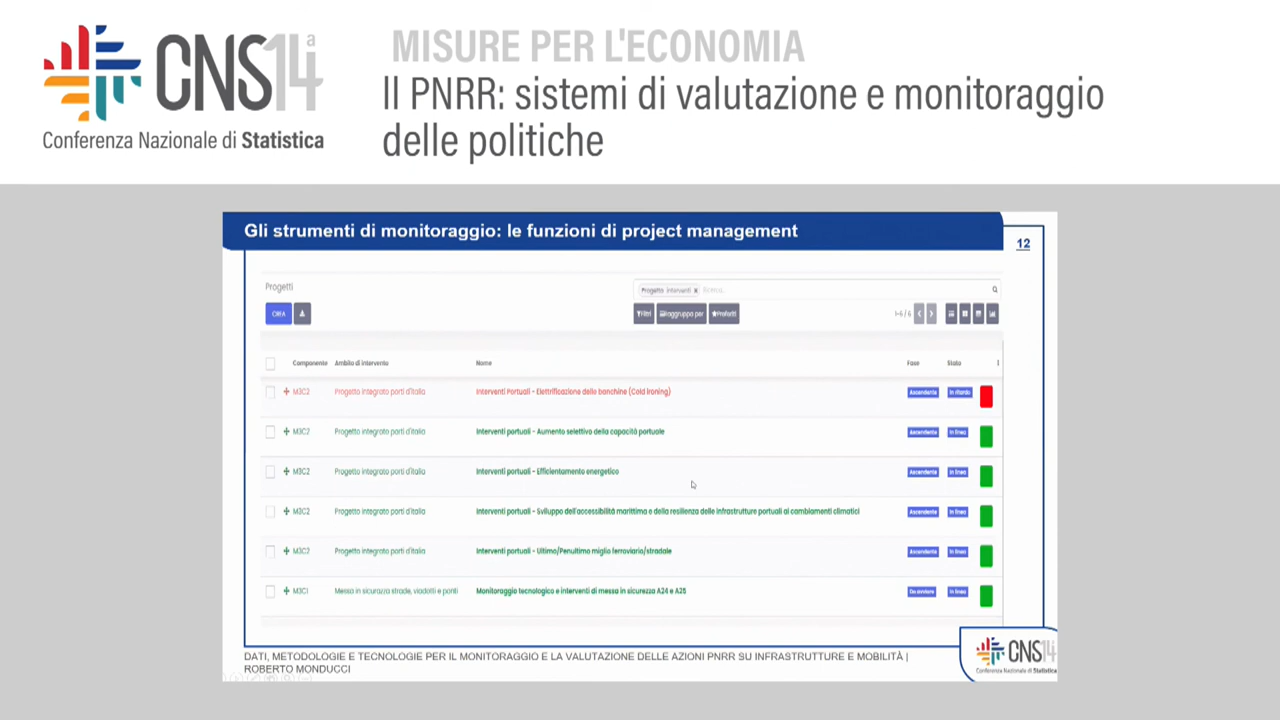 CNS14a
Conferenza Nazionale di Statistica
MISURE PER L'ECONOMIA
Il PNRR: sistemi di valutazione e monitoraggio
delle politiche
Gli strumenti di monitoraggio: le funzioni di project management
12
Progetti
Progetto interventi x Ricerca...
CREA
Filtri Raggruppa per Preferiti
1-6 / 6
Componente Ambito di intervento Nome Fase Stato
M3C2 Progetto integrato porti d'Italia Interventi Portuali - Elettrificazione delle banchine (Cold ironing) Ascendente In ritardo
M3C2 Progetto integrato porti d'Italia Interventi portuali - Aumento selettivo della capacità portuale Ascendente In linea
M3C2 Progetto integrato porti d'Italia Interventi portuali - Efficientamento energetico Ascendente In linea
M3C2 Progetto integrato porti d'Italia Interventi portuali - Sviluppo dell'accessibilità marittima e della resilienza delle infrastrutture portuali ai cambiamenti climatici Ascendente In linea
M3C2 Progetto integrato porti d'Italia Interventi portuali - Ultimo/Penultimo miglio ferroviario/stradale Ascendente In linea
M3C1 Messa in sicurezza strade, viadotti e ponti Monitoraggio tecnologico e interventi di messa in sicurezza A24 e A25 Da avviare In linea
DATI, METODOLOGIE E TECNOLOGIE PER IL MONITORAGGIO E LA VALUTAZIONE DELLE AZIONI PNRR SU INFRASTRUTTURE E MOBILITÀ |
ROBERTO MONDUCCI
CNS14
Conferenza Nazionale di Statistica